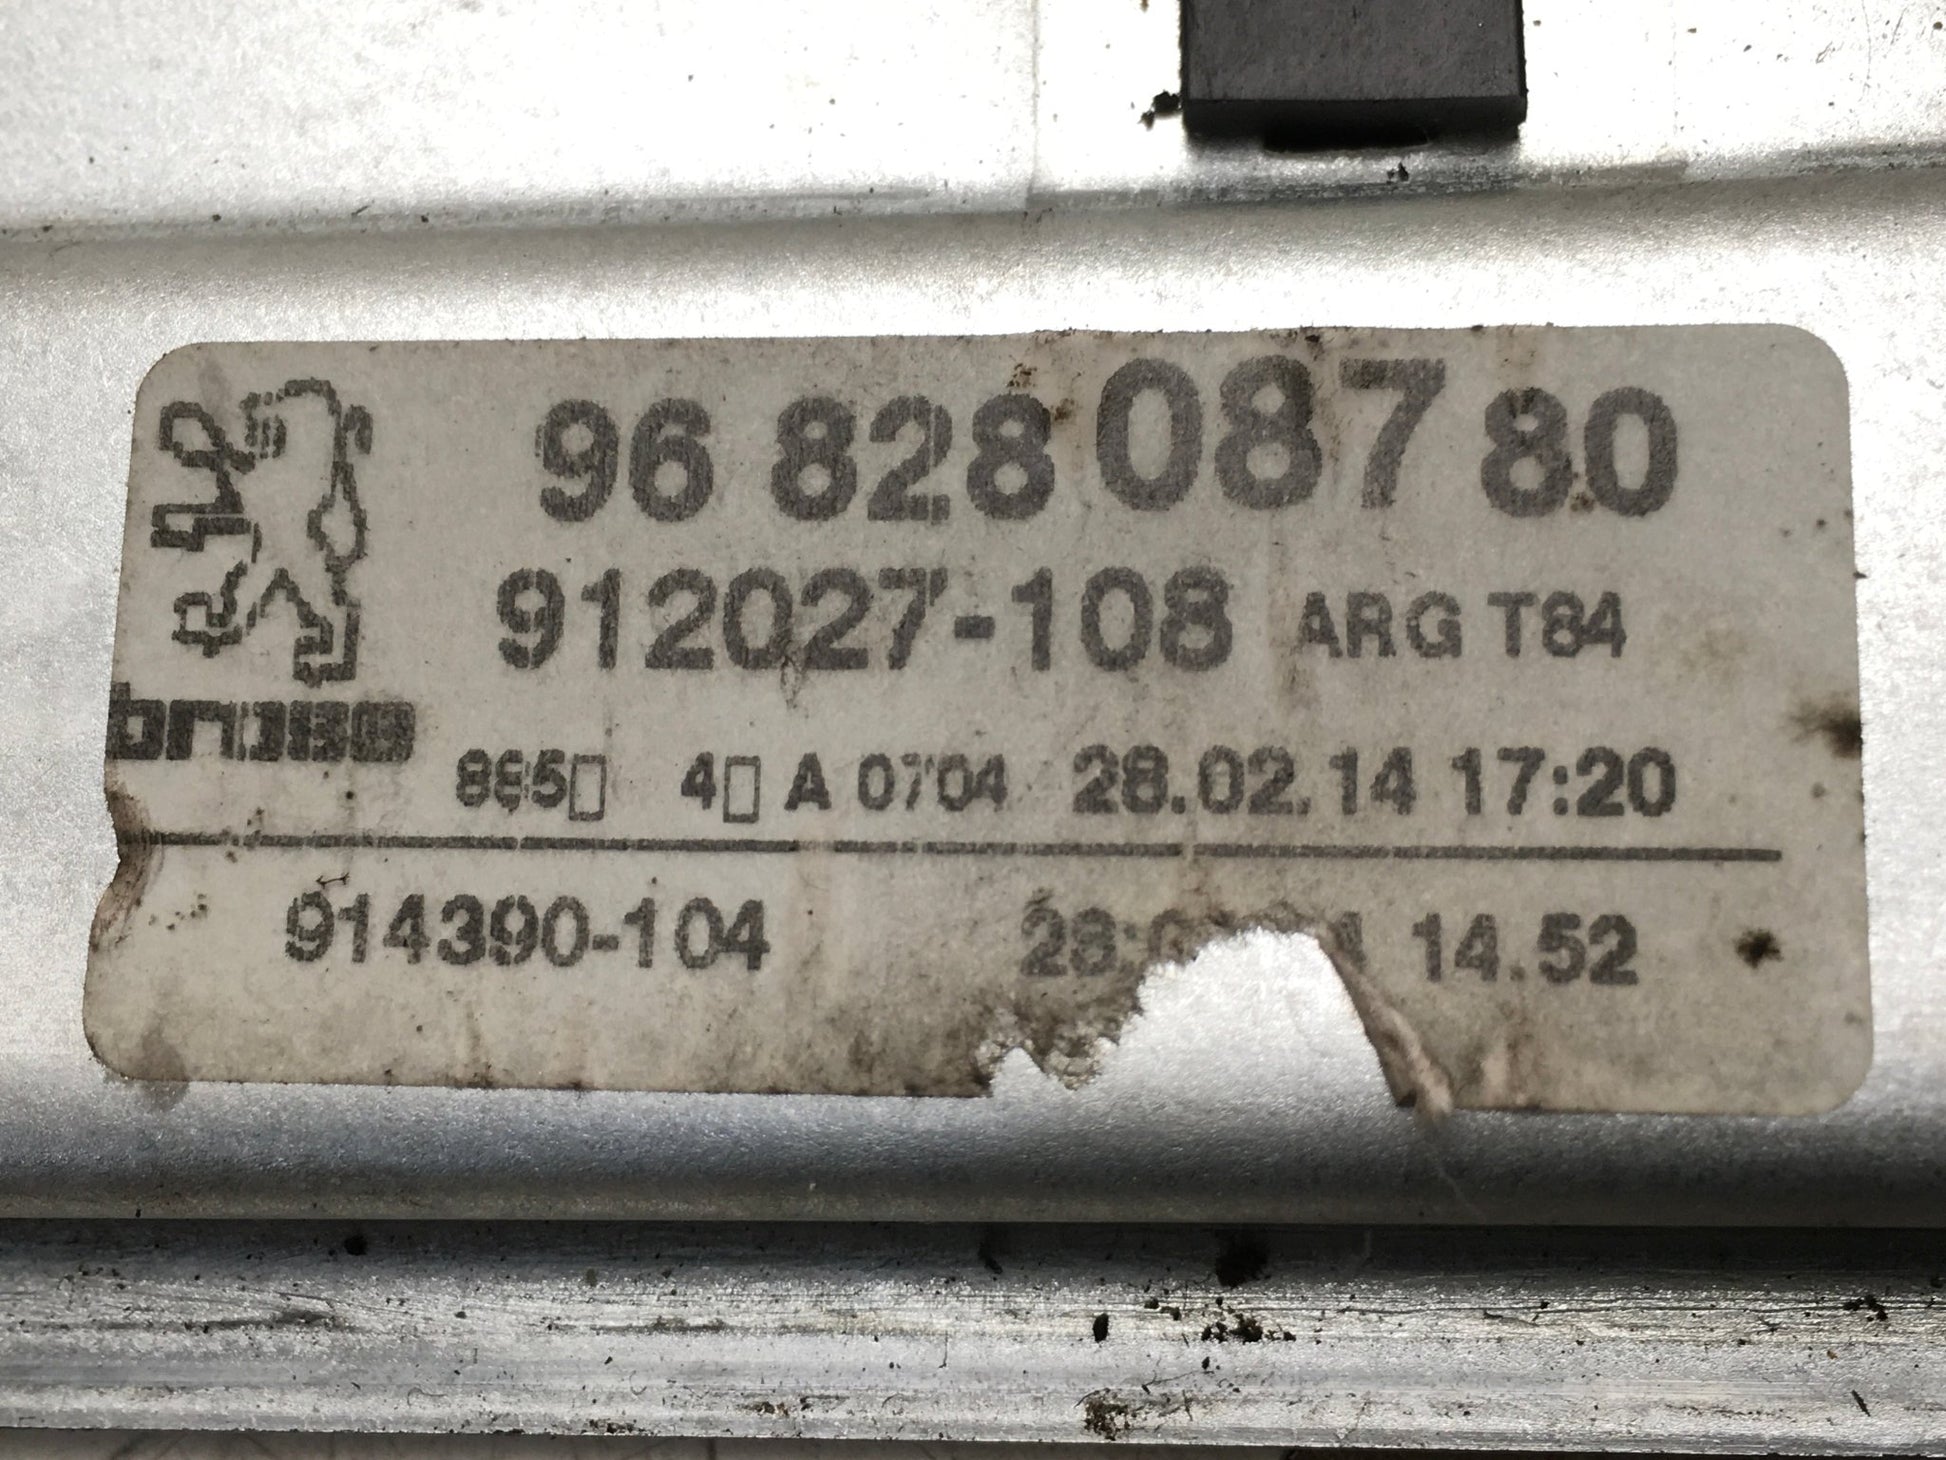 96 828 087 80
912027-108 ARG T84
brose
885▯ 4▯ A 0704 28.02.14 17:20
914390-104 28. 14.52